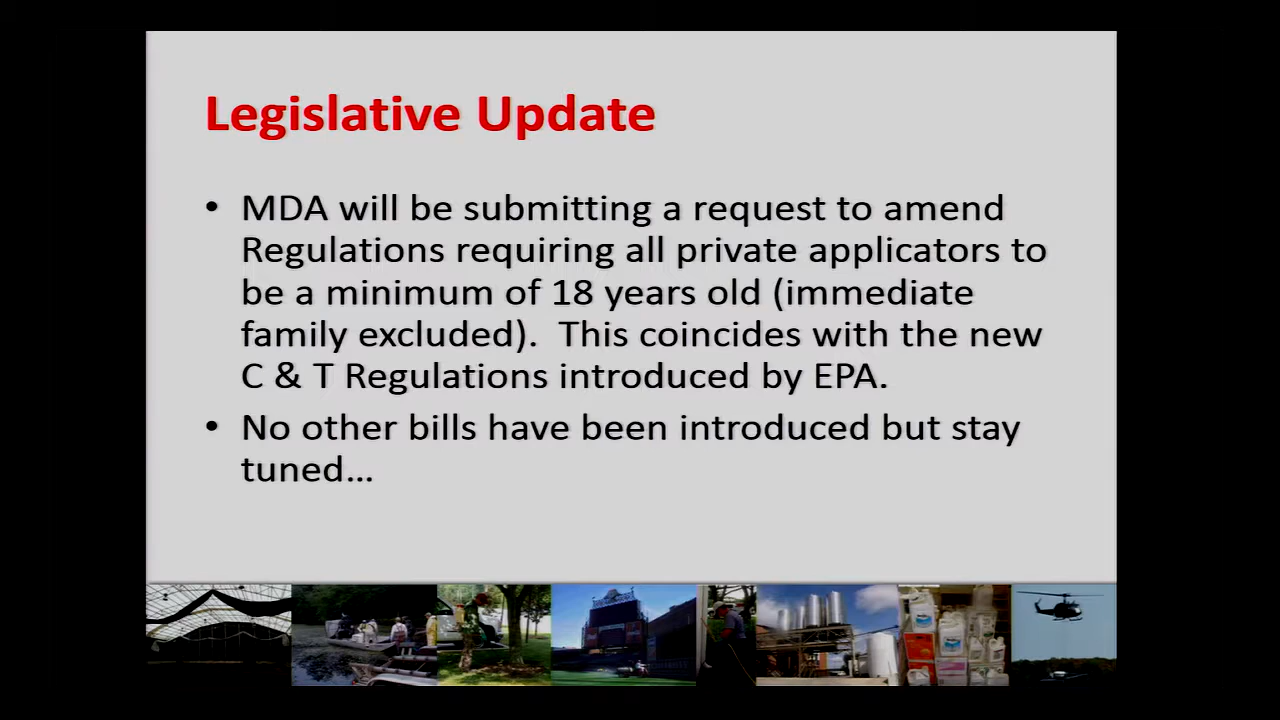 Legislative Update
• MDA will be submitting a request to amend
Regulations requiring all private applicators to
be a minimum of 18 years old (immediate
family excluded).  This coincides with the new
C & T Regulations introduced by EPA.
• No other bills have been introduced but stay
tuned…